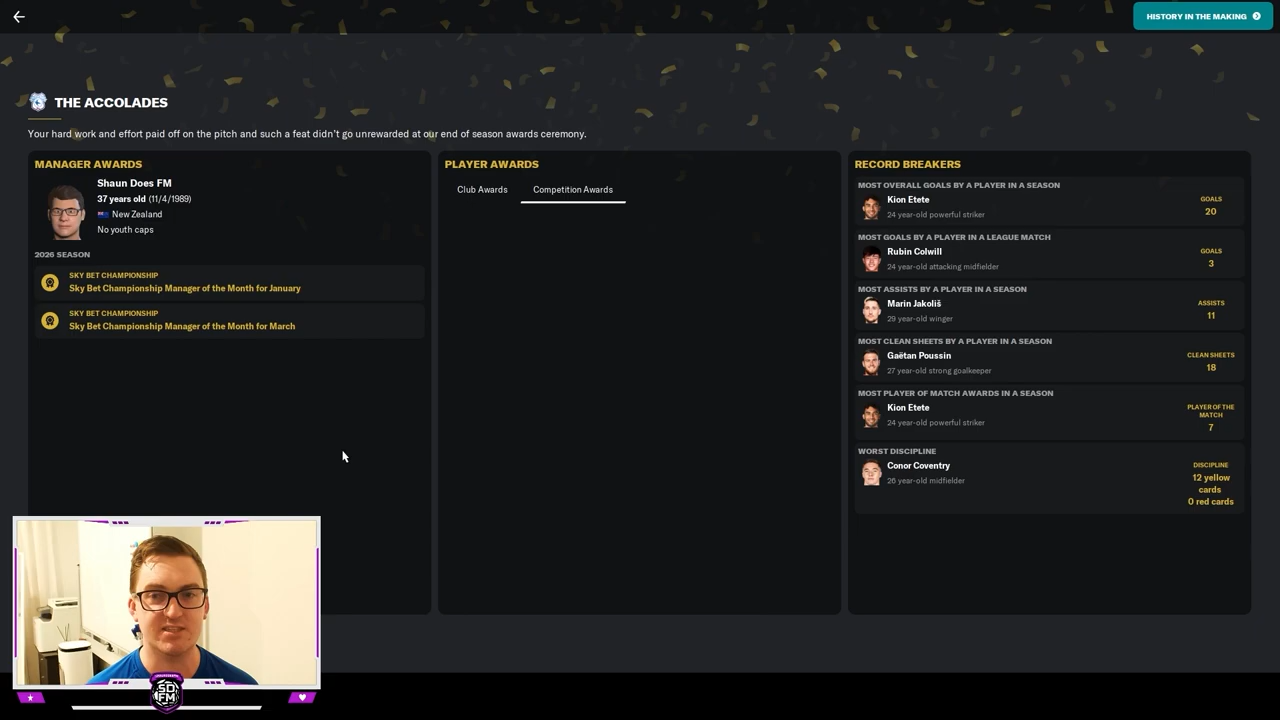 HISTORY IN THE MAKING
THE ACCOLADES
Your hard work and effort paid off on the pitch and such a feat didn't go unrewarded at our end of season awards ceremony.
MANAGER AWARDS
Shaun Does FM
37 years old (11/4/1989)
New Zealand
No youth caps
2026 SEASON
SKY BET CHAMPIONSHIP
Sky Bet Championship Manager of the Month for January
SKY BET CHAMPIONSHIP
Sky Bet Championship Manager of the Month for March
PLAYER AWARDS
Club Awards
Competition Awards
RECORD BREAKERS
MOST OVERALL GOALS BY A PLAYER IN A SEASON
Kion Etete
24 year-old powerful striker
GOALS
20
MOST GOALS BY A PLAYER IN A LEAGUE MATCH
Rubin Colwill
24 year-old attacking midfielder
GOALS
3
MOST ASSISTS BY A PLAYER IN A SEASON
Marin Jakoliš
29 year-old winger
ASSISTS
11
MOST CLEAN SHEETS BY A PLAYER IN A SEASON
Gaëtan Poussin
27 year-old strong goalkeeper
CLEAN SHEETS
18
MOST PLAYER OF MATCH AWARDS IN A SEASON
Kion Etete
24 year-old powerful striker
PLAYER OF THE
MATCH
7
WORST DISCIPLINE
Conor Coventry
26 year-old midfielder
DISCIPLINE
12 yellow
cards
0 red cards
SD
FM